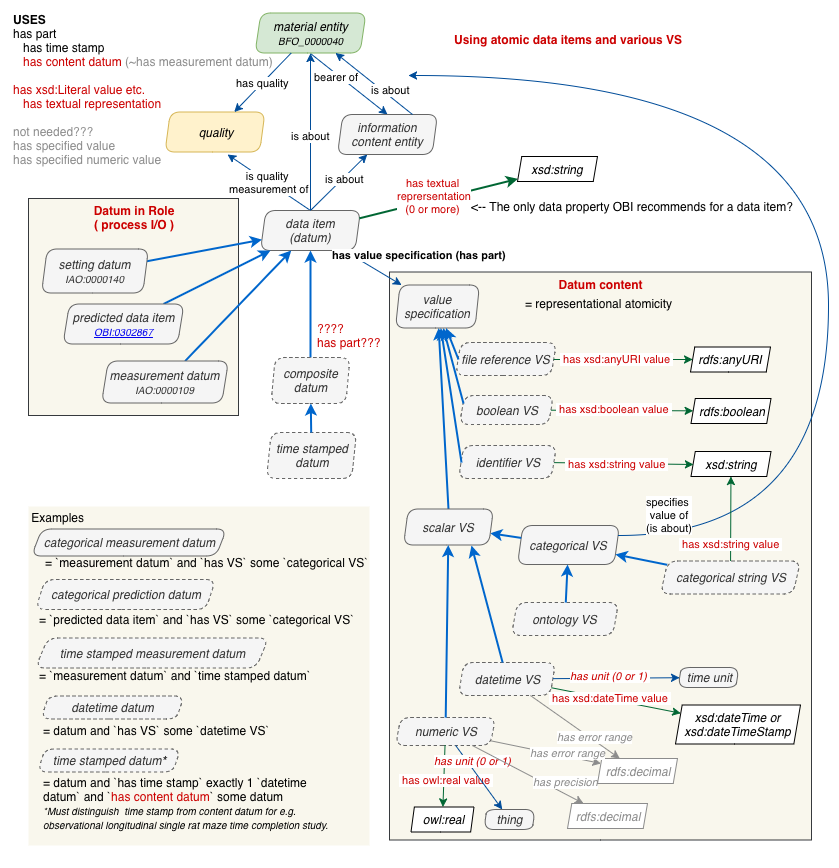 USES
has part
has time stamp
has content datum (~has measurement datum)
has xsd:Literal value etc.
has textual representation
not needed???
has specified value
has specified numeric value
material entity
BFO_0000040
Using atomic data items and various VS
has quality
bearer of
is about
quality
information
content entity
is about
is quality
measurement of
is about
has textual
reprersentation
(0 or more)
xsd:string
<-- The only data property OBI recommends for a data item?
Datum in Role
( process I/O )
data item
(datum)
has value specification (has part)
setting datum
IAO:0000140
predicted data item
OBI:0302867
measurement datum
IAO:0000109
????
has part???
composite
datum
time stamped
datum
Datum content
= representational atomicity
value
specification
file reference VS
has xsd:anyURI value
rdfs:anyURI
boolean VS
has xsd:boolean value
rdfs:boolean
identifier VS
has xsd:string value
xsd:string
scalar VS
categorical VS
specifies
value of
(is about)
has xsd:string value
categorical string VS
ontology VS
datetime VS
has unit (0 or 1)
time unit
has xsd:dateTime value
xsd:dateTime or
xsd:dateTimeStamp
numeric VS
has error range
has error range
has unit (0 or 1)
rdfs:decimal
has owl:real value
has precision
owl:real
thing
rdfs:decimal
Examples
categorical measurement datum
= `measurement datum` and `has VS` some `categorical VS`
categorical prediction datum
= `predicted data item` and `has VS` some `categorical VS`
time stamped measurement datum
= `measurement datum` and `time stamped datum`
datetime datum
= datum and `has VS` some `datetime VS`
time stamped datum*
= datum and `has time stamp` exactly 1 `datetime
datum` and `has content datum` some datum
*Must distinguish time stamp from content datum for e.g.
observational longitudinal single rat maze time completion study.